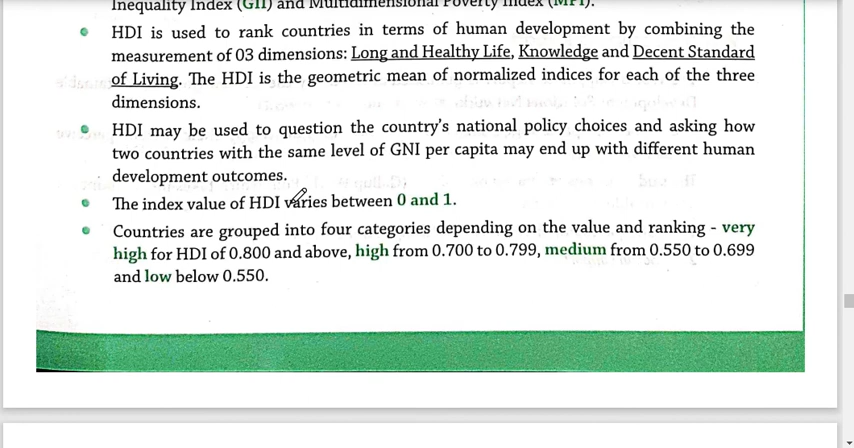 Inequality Index (GII) and Multidimensional Poverty Index (MPI).
HDI is used to rank countries in terms of human development by combining the
measurement of 03 dimensions: Long and Healthy Life, Knowledge and Decent Standard
of Living. The HDI is the geometric mean of normalized indices for each of the three
dimensions.
HDI may be used to question the country's national policy choices and asking how
two countries with the same level of GNI per capita may end up with different human
development outcomes.
The index value of HDI varies between 0 and 1.
Countries are grouped into four categories depending on the value and ranking - very
high for HDI of 0.800 and above, high from 0.700 to 0.799, medium from 0.550 to 0.699
and low below 0.550.